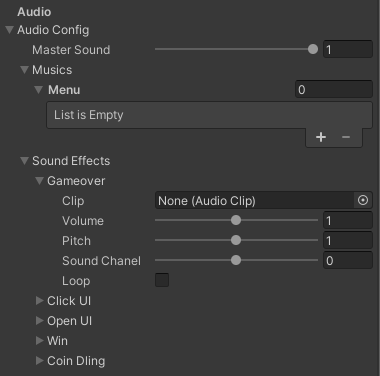 Audio
Audio Config
Master Sound 1
Musics
Menu 0
List is Empty
+ −
Sound Effects
Gameover
Clip None (Audio Clip)
Volume 1
Pitch 1
Sound Chanel 0
Loop
Click UI
Open UI
Win
Coin Dling